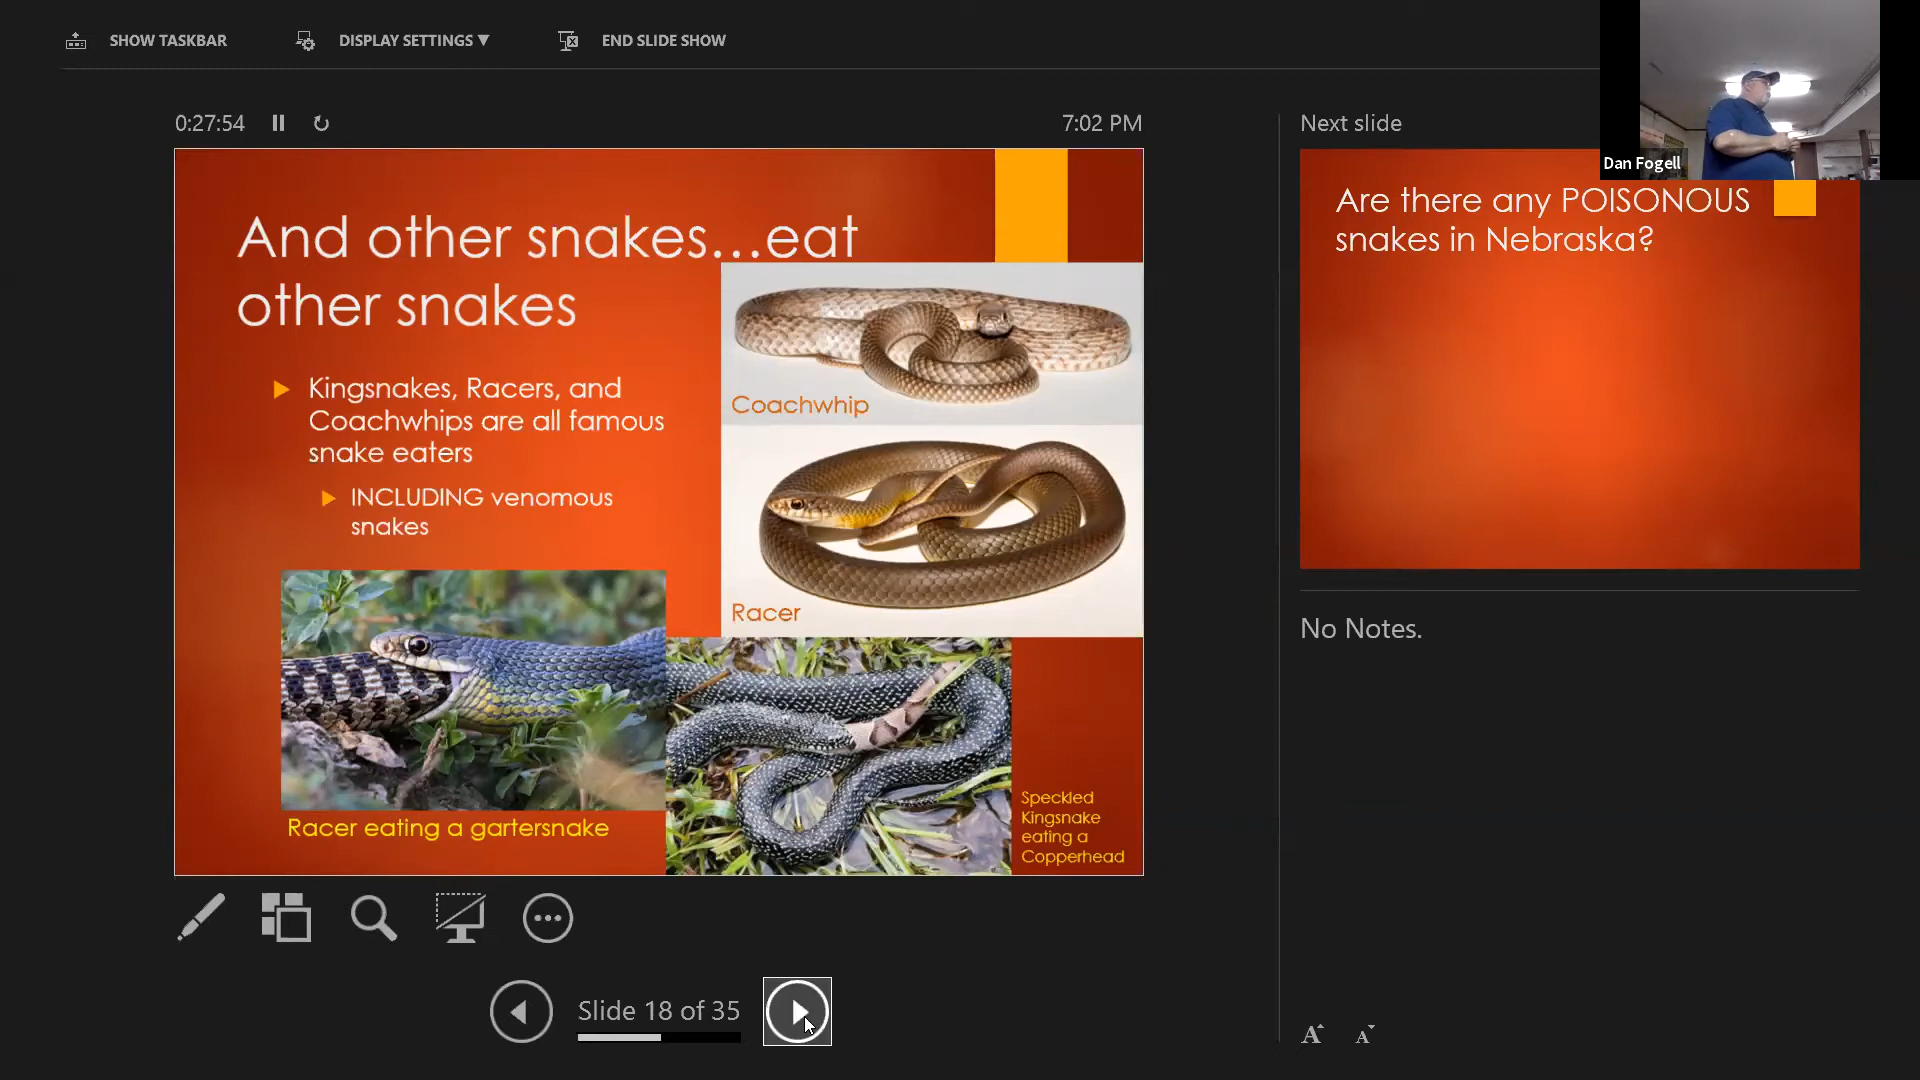 SHOW TASKBAR
DISPLAY SETTINGS ▼
END SLIDE SHOW
0:27:54
7:02 PM
And other snakes...eat
other snakes
Kingsnakes, Racers, and
Coachwhips are all famous
snake eaters
INCLUDING venomous
snakes
Coachwhip
Racer
Racer eating a gartersnake
Speckled
Kingsnake
eating a
Copperhead
Slide 18 of 35
Next slide
Dan Fogell
Are there any POISONOUS
snakes in Nebraska?
No Notes.
A A